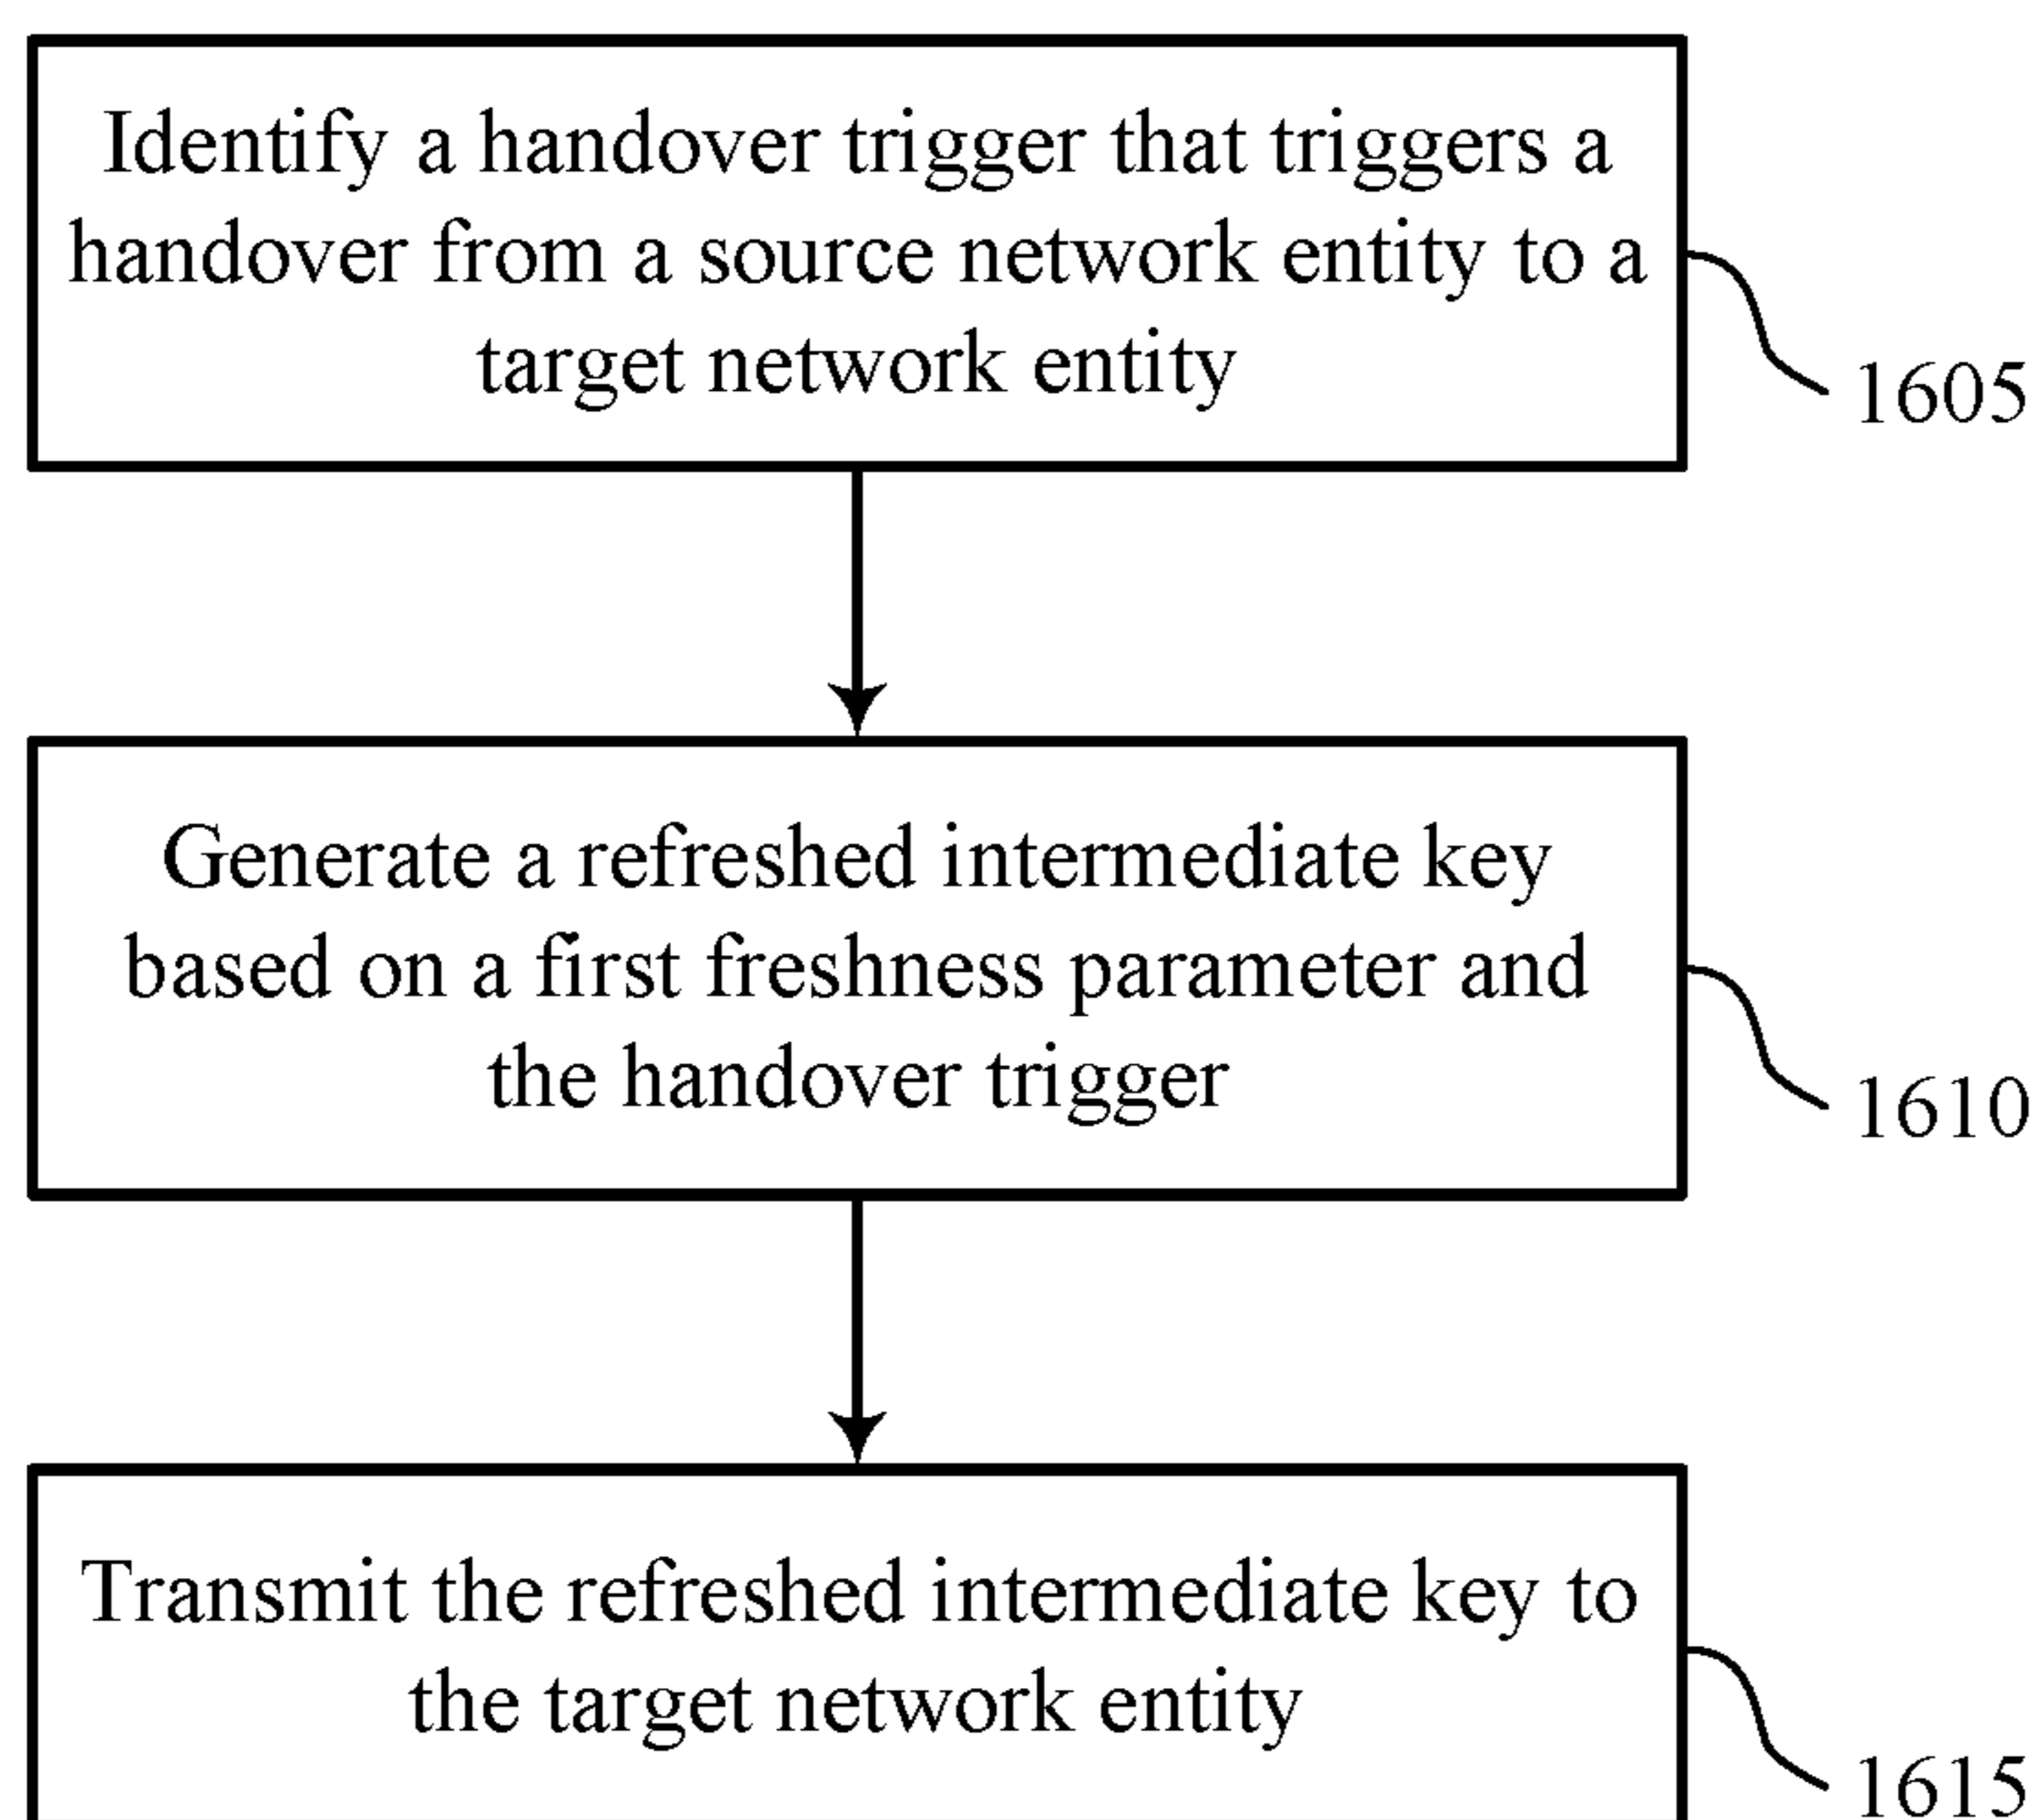 Identify a handover trigger that triggers a
handover from a source network entity to a
target network entity
1605
Generate a refreshed intermediate key
based on a first freshness parameter and
the handover trigger
1610
Transmit the refreshed intermediate key to
the target network entity
1615